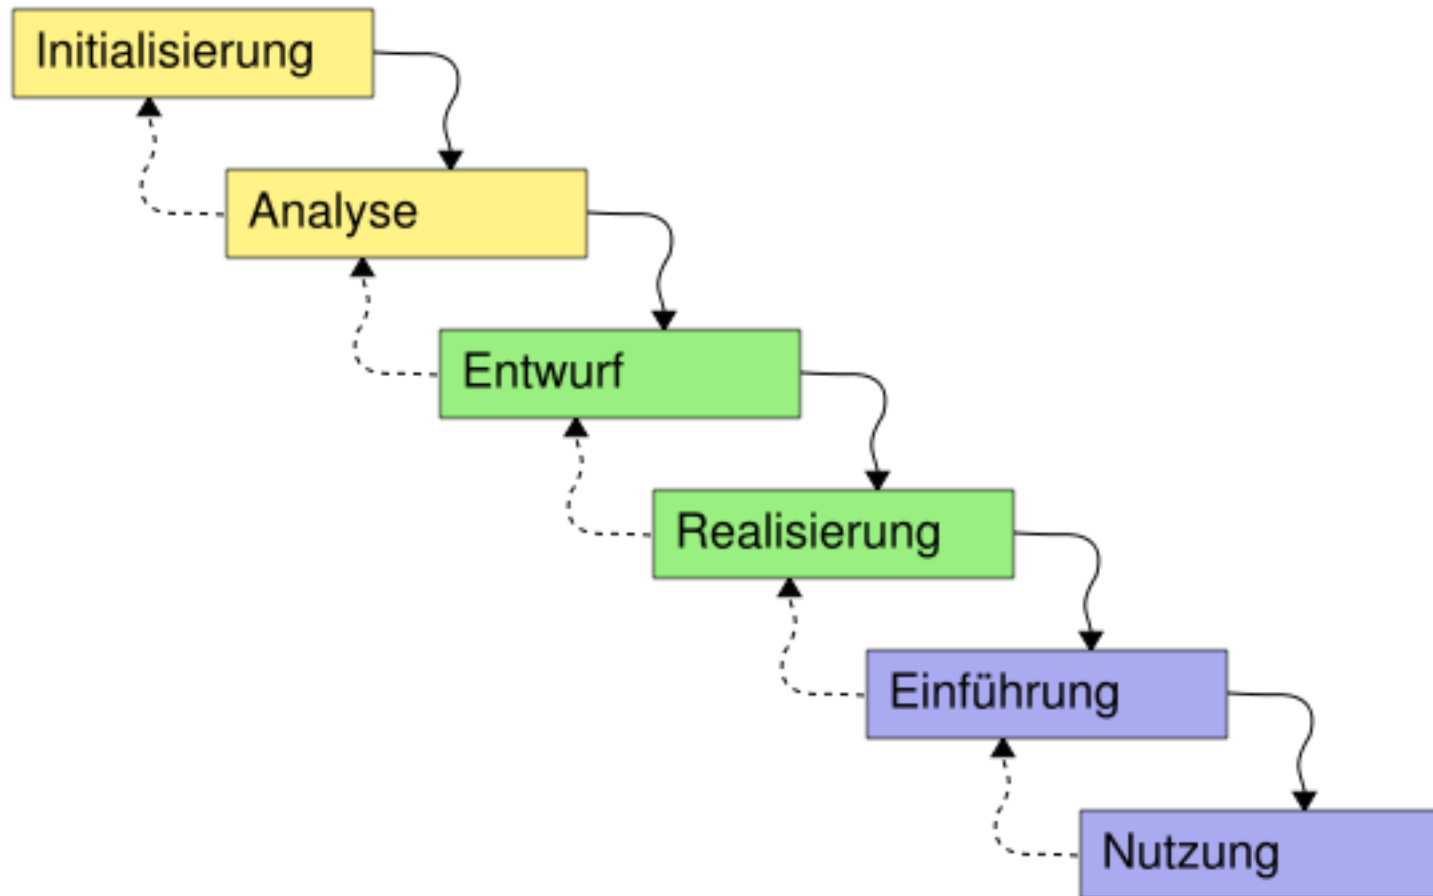 Initialisierung
Analyse
Entwurf
Realisierung
Einführung
Nutzung